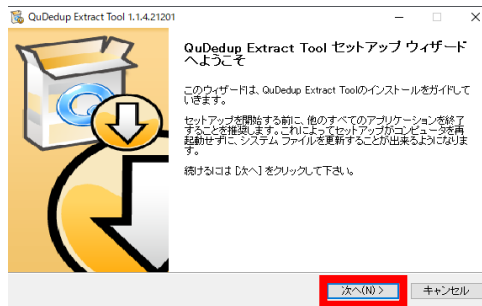 QuDedup Extract Tool 1.1.4.21201
QuDedup Extract Tool セットアップ ウィザード
へようこそ
このウィザードは、QuDedup Extract Toolのインストールをガイドして
いきます。
セットアップを開始する前に、他のすべてのアプリケーションを終了
することを推奨します。これによってセットアップがコンピュータを再
起動せずに、システム ファイルを更新することが出来るようになりま
す。
続けるには [次へ] をクリックして下さい。
次へ(N) >
キャンセル